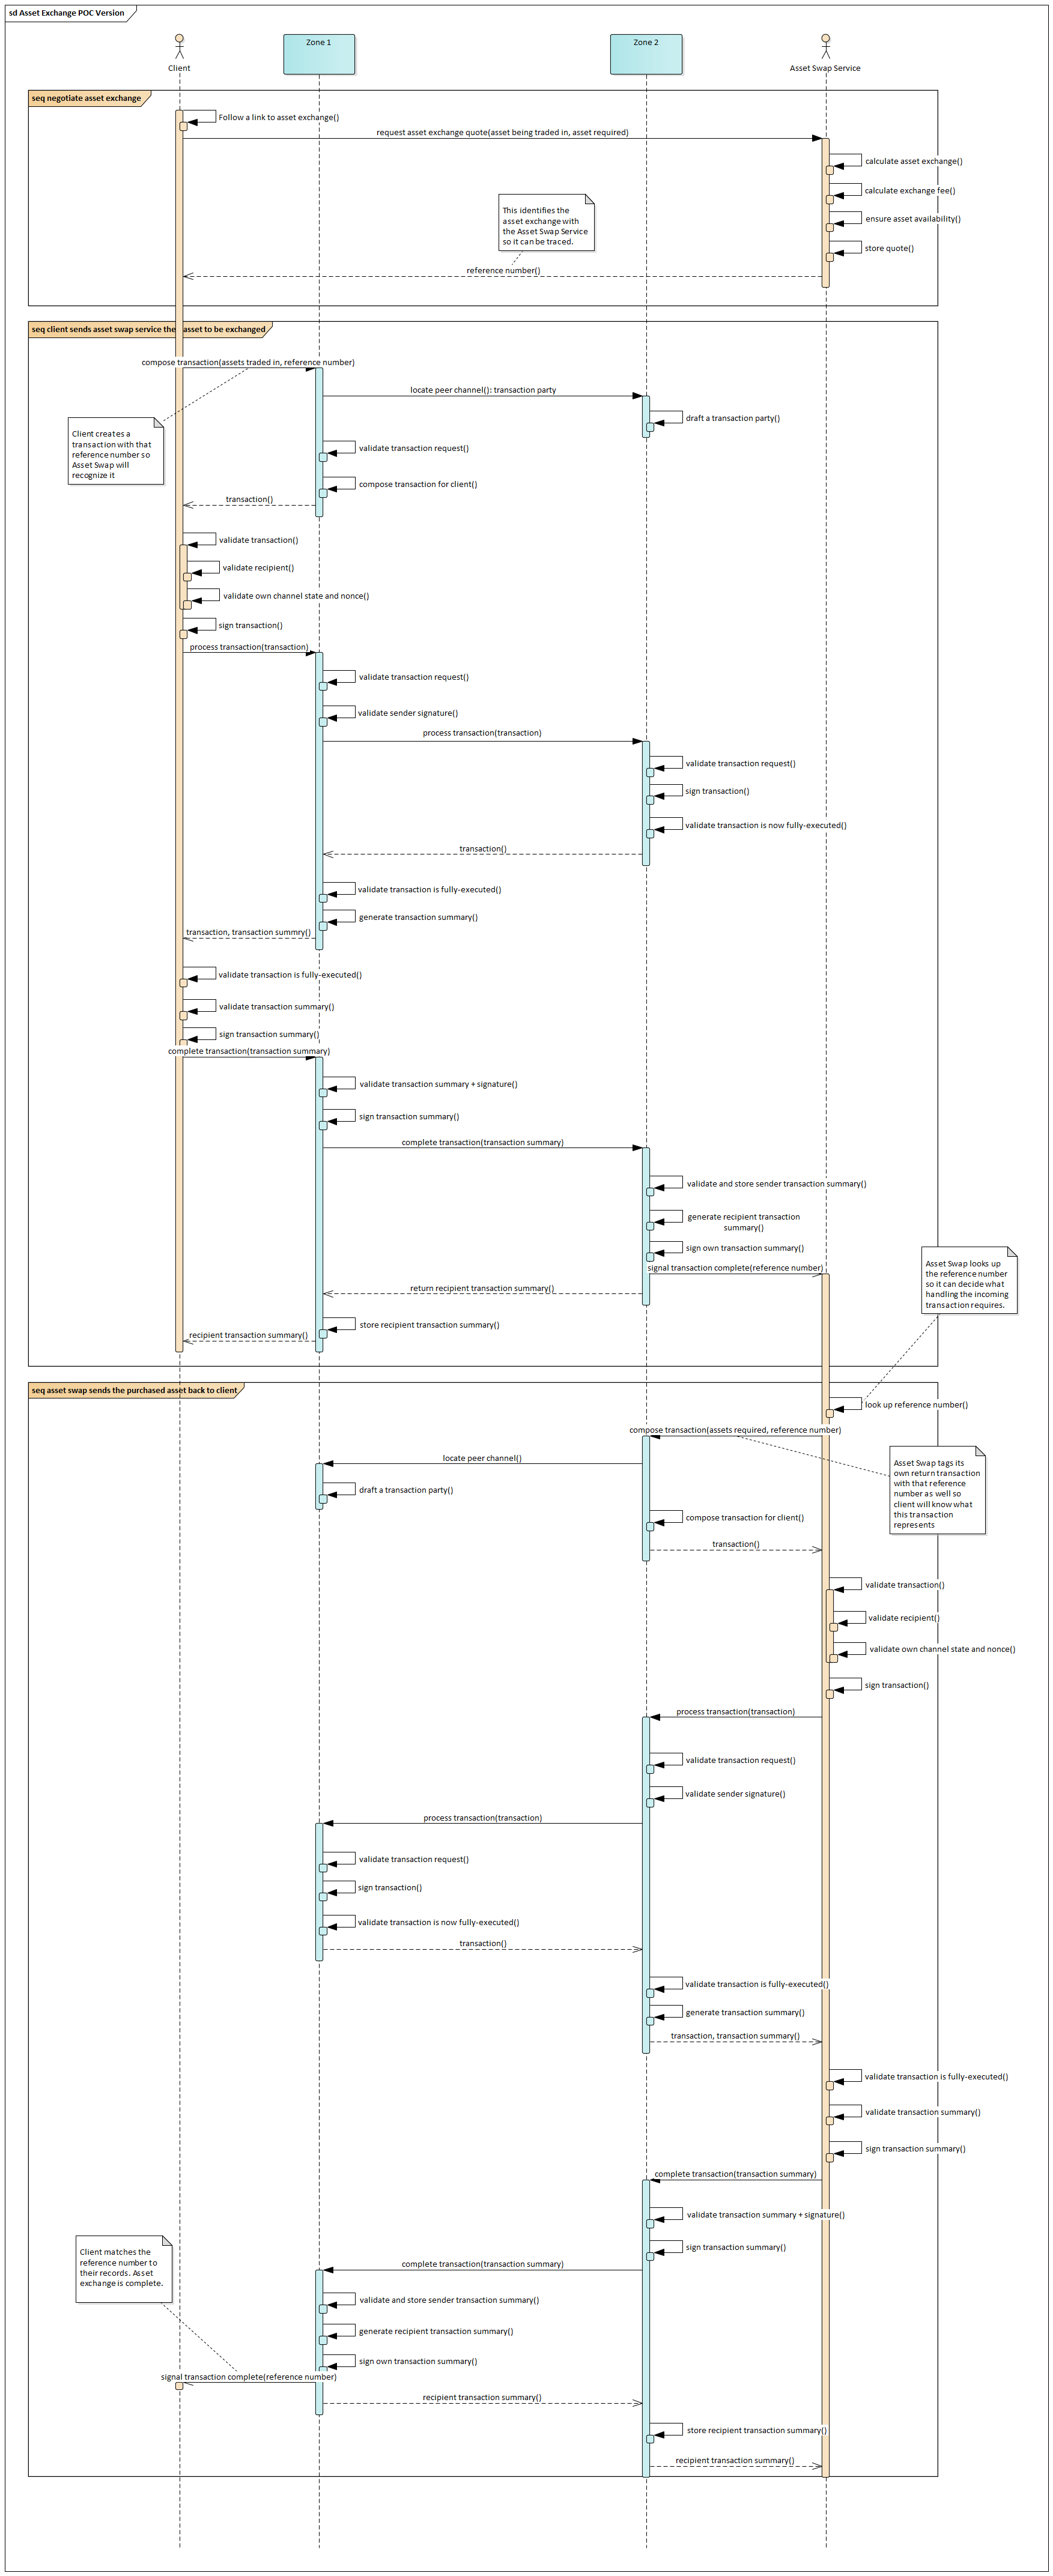 sd Asset Exchange POC Version
Client
Zone 1
Zone 2
Asset Swap Service
seq negotiate asset exchange
Follow a link to asset exchange()
request asset exchange quote(asset being traded in, asset required)
calculate asset exchange()
calculate exchange fee()
This identifies the
asset exchange with
the Asset Swap Service
so it can be traced.
ensure asset availability()
store quote()
reference number()
seq client sends asset swap service the asset to be exchanged
compose transaction(assets traded in, reference number)
locate peer channel(): transaction party
draft a transaction party()
Client creates a
transaction with that
reference number so
Asset Swap will
recognize it
validate transaction request()
compose transaction for client()
transaction()
validate transaction()
validate recipient()
validate own channel state and nonce()
sign transaction()
process transaction(transaction)
validate transaction request()
validate sender signature()
process transaction(transaction)
validate transaction request()
sign transaction()
validate transaction is now fully-executed()
transaction()
validate transaction is fully-executed()
generate transaction summary()
transaction, transaction summry()
validate transaction is fully-executed()
validate transaction summary()
sign transaction summary()
complete transaction(transaction summary)
validate transaction summary + signature()
sign transaction summary()
complete transaction(transaction summary)
validate and store sender transaction summary()
generate recipient transaction
summary()
sign own transaction summary()
signal transaction complete(reference number)
Asset Swap looks up
the reference number
so it can decide what
handling the incoming
transaction requires.
return recipient transaction summary()
store recipient transaction summary()
recipient transaction summary()
seq asset swap sends the purchased asset back to client
look up reference number()
compose transaction(assets required, reference number)
locate peer channel()
Asset Swap tags its
own return transaction
with that reference
number as well so
client will know what
this transaction
represents
draft a transaction party()
compose transaction for client()
transaction()
validate transaction()
validate recipient()
validate own channel state and nonce()
sign transaction()
process transaction(transaction)
validate transaction request()
validate sender signature()
process transaction(transaction)
validate transaction request()
sign transaction()
validate transaction is now fully-executed()
transaction()
validate transaction is fully-executed()
generate transaction summary()
transaction, transaction summary()
validate transaction is fully-executed()
validate transaction summary()
sign transaction summary()
complete transaction(transaction summary)
validate transaction summary + signature()
sign transaction summary()
Client matches the
reference number to
their records. Asset
exchange is complete.
complete transaction(transaction summary)
validate and store sender transaction summary()
generate recipient transaction summary()
sign own transaction summary()
signal transaction complete(reference number)
recipient transaction summary()
store recipient transaction summary()
recipient transaction summary()